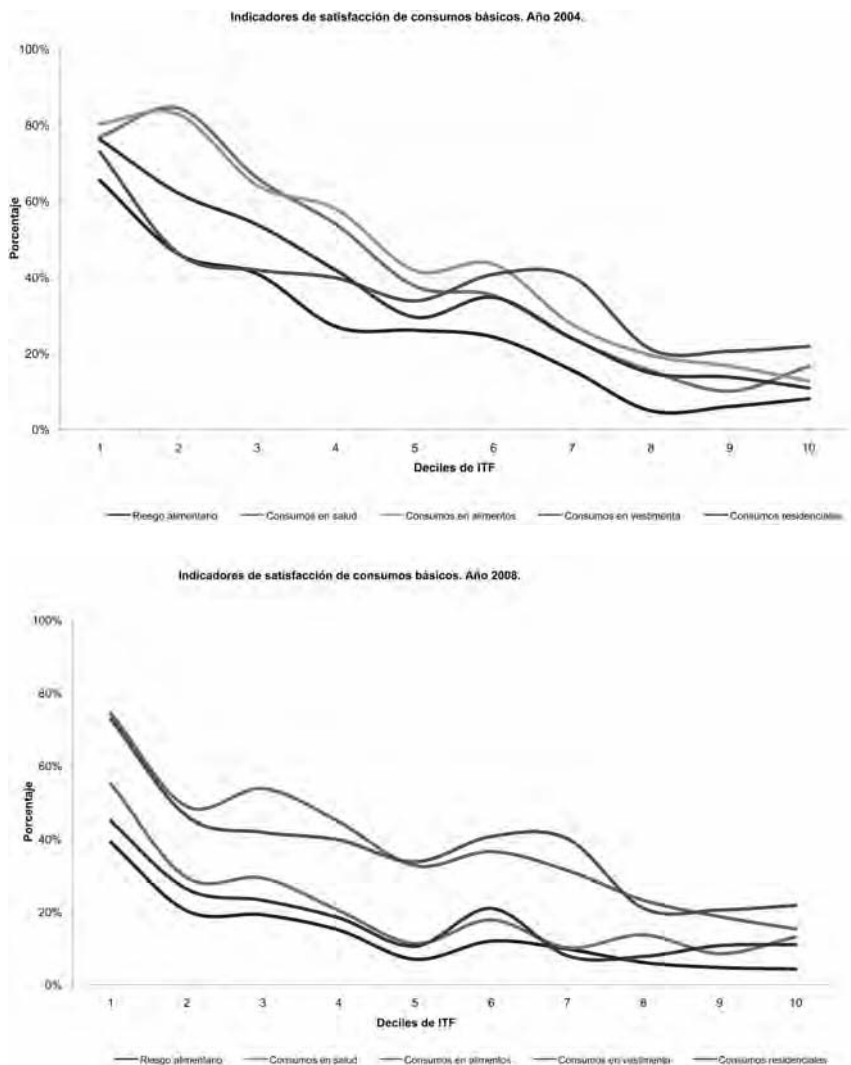 Indicadores de satisfacción de consumos básicos. Año 2004.
100%
80%
60%
40%
20%
0%
Porcentaje
1 2 3 4 5 6 7 8 9 10
Deciles de ITF
Riesgo alimentario Consumos en salud Consumos en alimentos Consumos en vestimenta Consumos residenciales
Indicadores de satisfacción de consumos básicos. Año 2008.
100%
80%
60%
40%
20%
0%
Porcentaje
1 2 3 4 5 6 7 8 9 10
Deciles de ITF
Riesgo alimentario Consumos en salud Consumos en alimentos Consumos en vestimenta Consumos residenciales